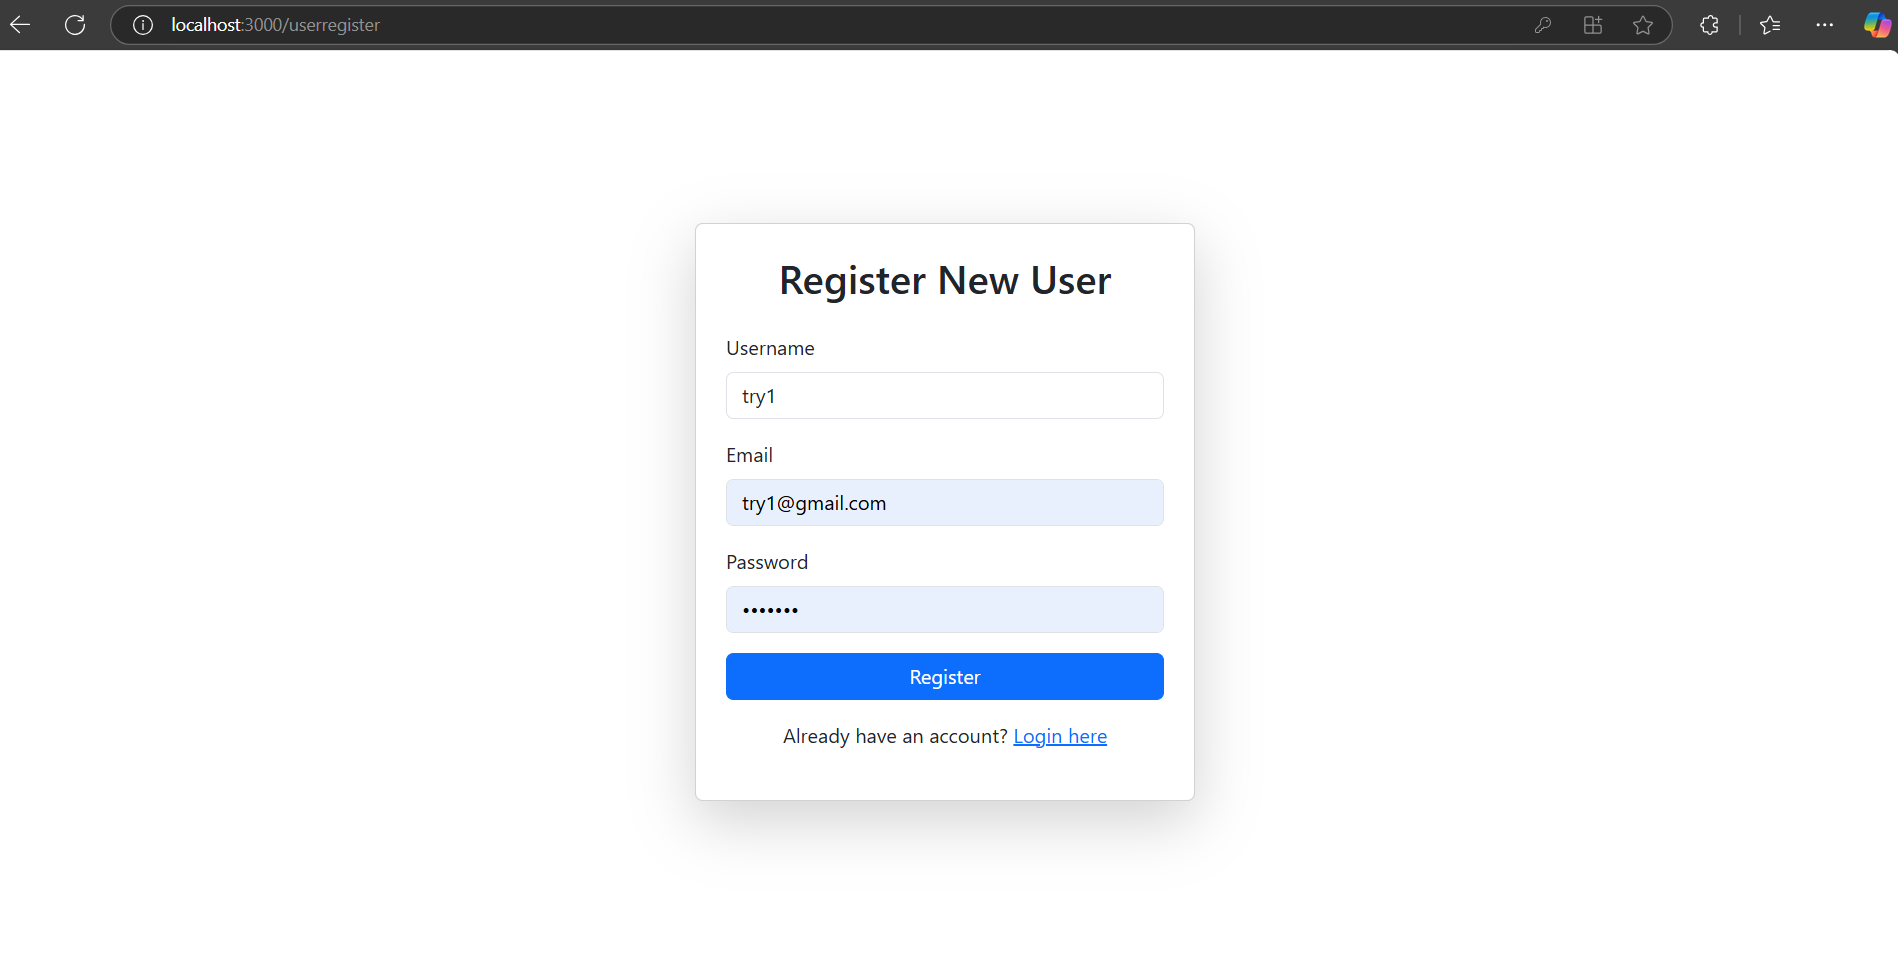 localhost:3000/userregister
Register New User
Username
try1
Email
try1@gmail.com
Password
•••••••
Register
Already have an account? Login here